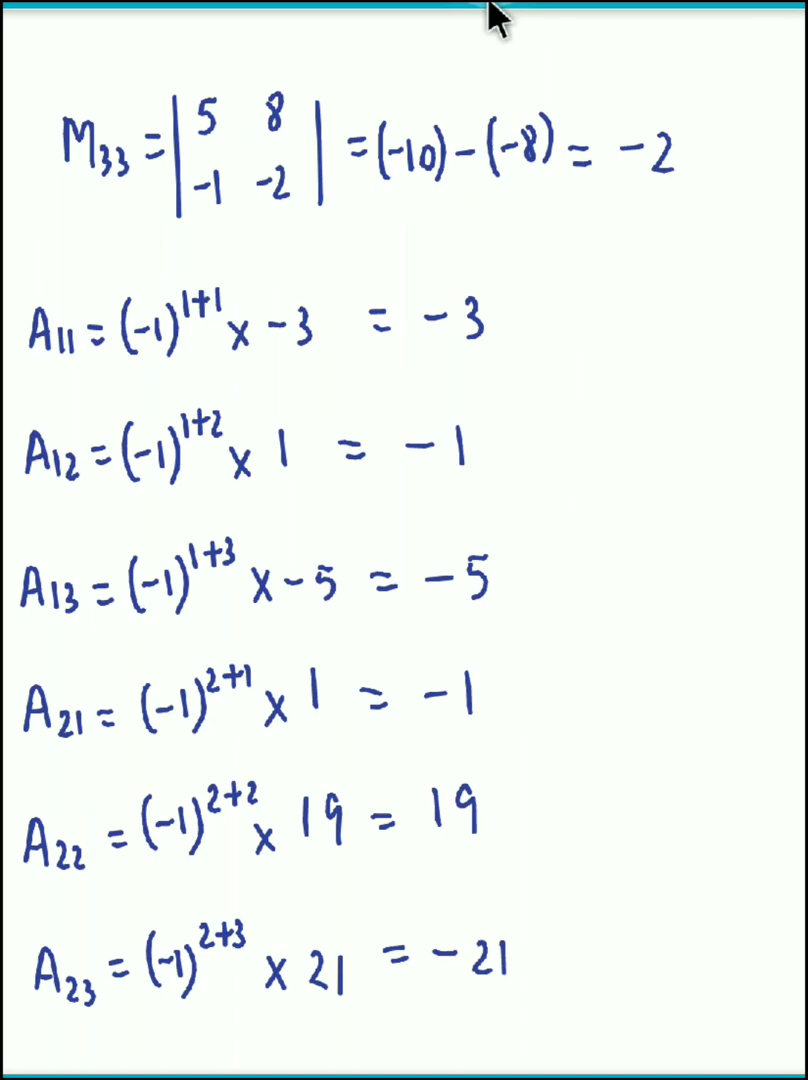 M₃₃ = | 5 8 | = (-10) - (-8) = -2
| -1 -2 |
A₁₁ = (-1)¹⁺¹ x -3 = -3
A₁₂ = (-1)¹⁺² x 1 = -1
A₁₃ = (-1)¹⁺³ x -5 = -5
A₂₁ = (-1)²⁺¹ x 1 = -1
A₂₂ = (-1)²⁺² x 19 = 19
A₂₃ = (-1)²⁺³ x 21 = -21